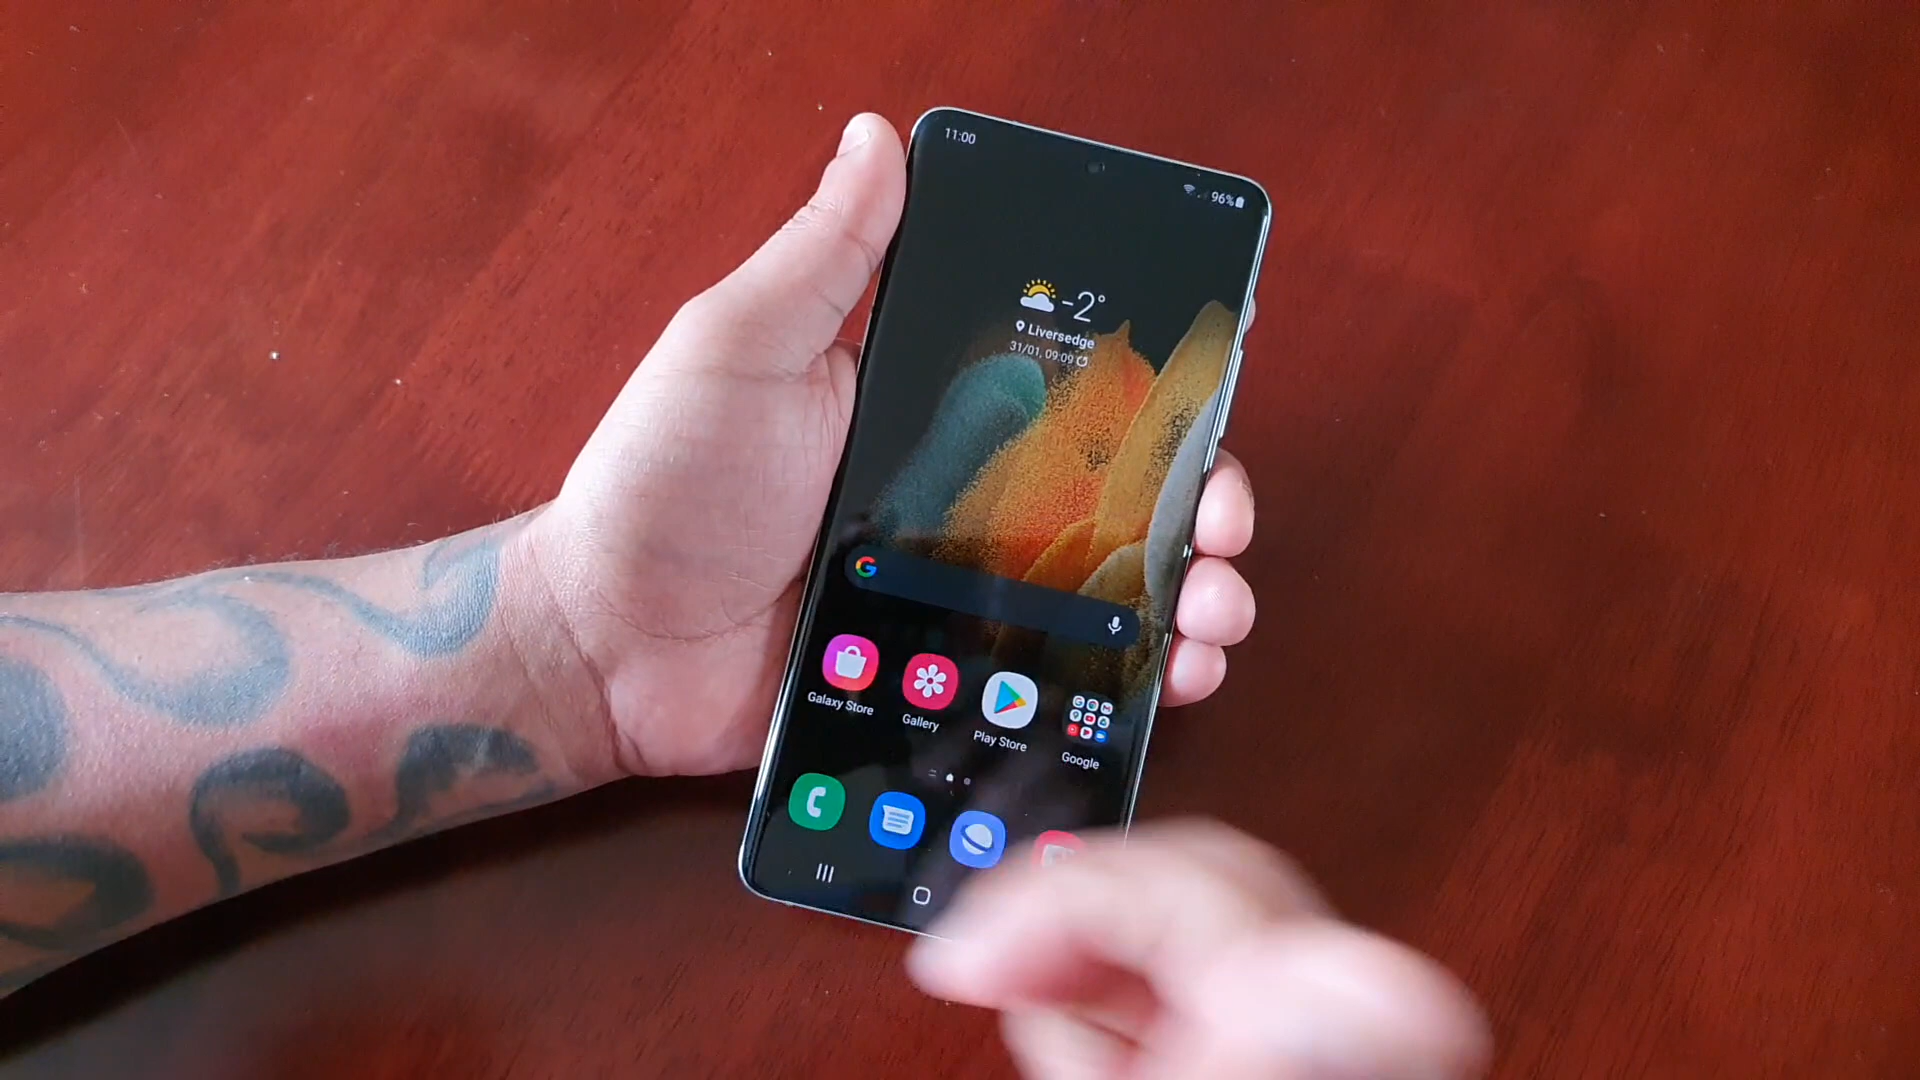 11:00
96%
-2°
Liversedge
31/01, 09:09
Galaxy Store
Gallery
Play Store
Google